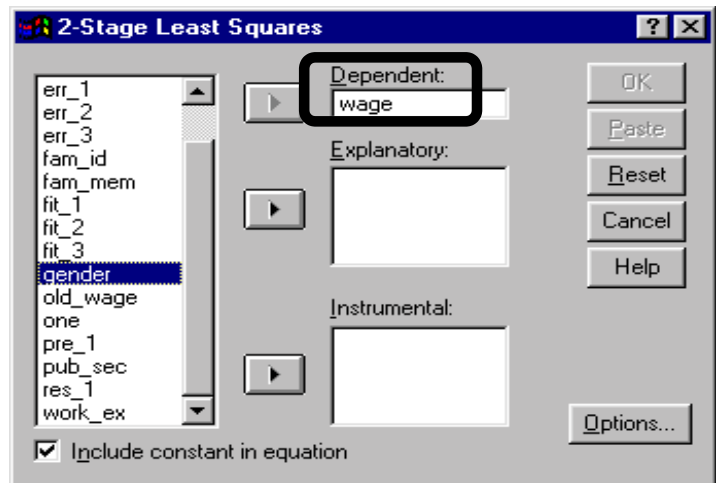 2-Stage Least Squares
err_1
err_2
err_3
fam_id
fam_mem
fit_1
fit_2
fit_3
gender
old_wage
one
pre_1
pub_sec
res_1
work_ex
Include constant in equation
Dependent:
wage
Explanatory:
Instrumental:
OK
Paste
Reset
Cancel
Help
Options...